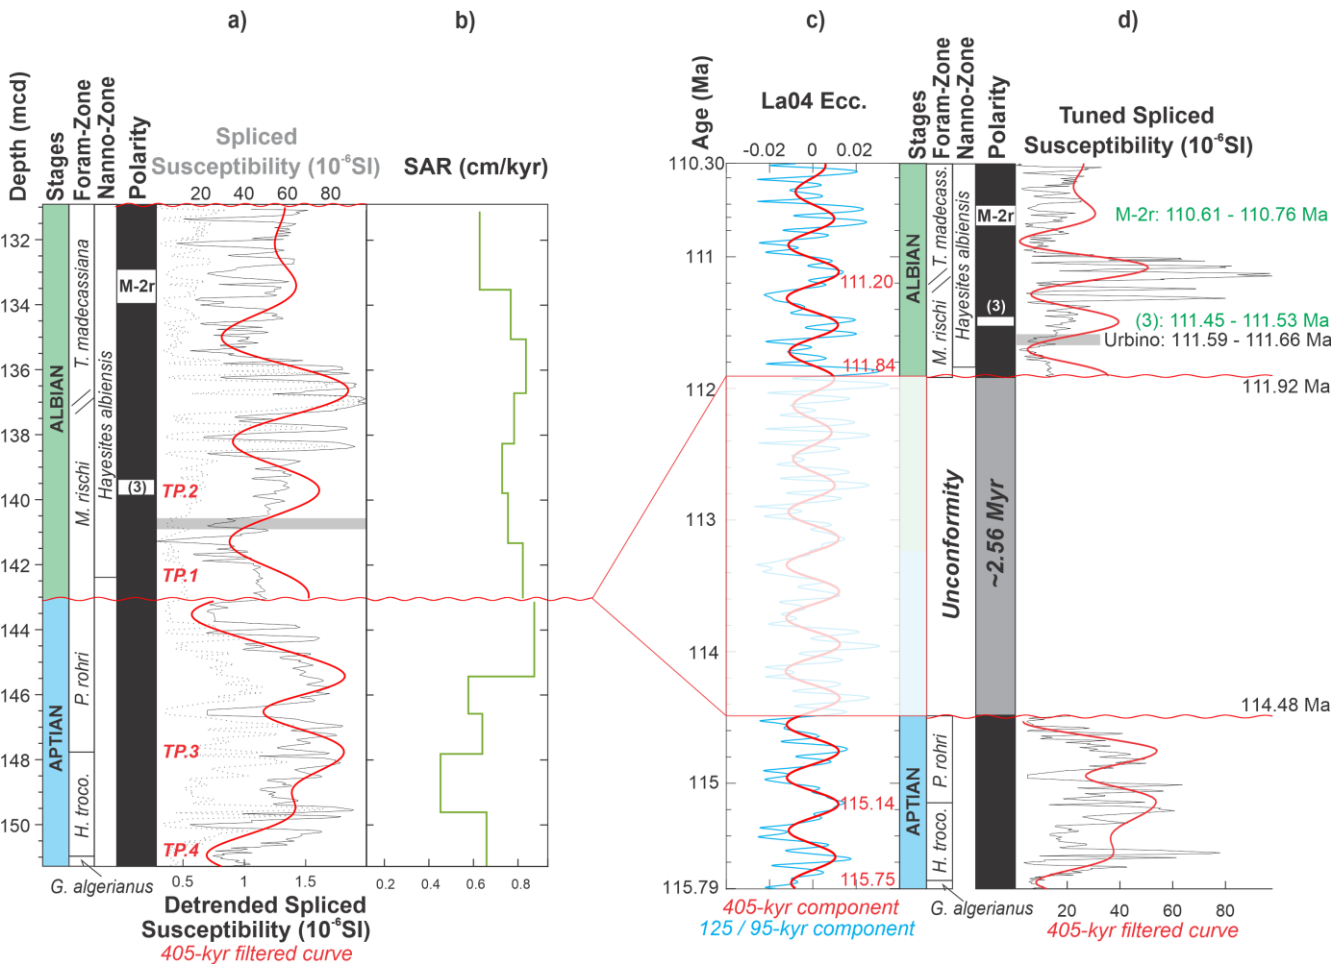 a)
b)
c)
d)
Depth (mcd)
Stages
Foram-Zone
Nanno-Zone
Polarity
Spliced
Susceptibility (10⁻⁶SI)
20 40 60 80
SAR (cm/kyr)
132
134
136
138
140
142
144
146
148
150
ALBIAN
APTIAN
T. madecassiana
M. rischi
P. rohri
H. troco.
G. algerianus
Hayesites albiensis
M-2r
(3)
TP.2
TP.1
TP.3
TP.4
0.5 1 1.5
Detrended Spliced
Susceptibility (10⁻⁶SI)
405-kyr filtered curve
0.2 0.4 0.6 0.8
Age (Ma)
La04 Ecc.
-0.02 0 0.02
110.30
111
112
113
114
115
115.79
111.20
111.84
115.14
115.75
405-kyr component
125 / 95-kyr component
Stages
Foram-Zone
Nanno-Zone
Polarity
ALBIAN
APTIAN
T. madecass.
M. rischi
Hayesites albiensis
Unconformity
~2.56 Myr
P. rohri
H. troco.
G. algerianus
M-2r
(3)
Tuned Spliced
Susceptibility (10⁻⁶SI)
M-2r: 110.61 - 110.76 Ma
(3): 111.45 - 111.53 Ma
Urbino: 111.59 - 111.66 Ma
111.92 Ma
114.48 Ma
20 40 60 80
405-kyr filtered curve